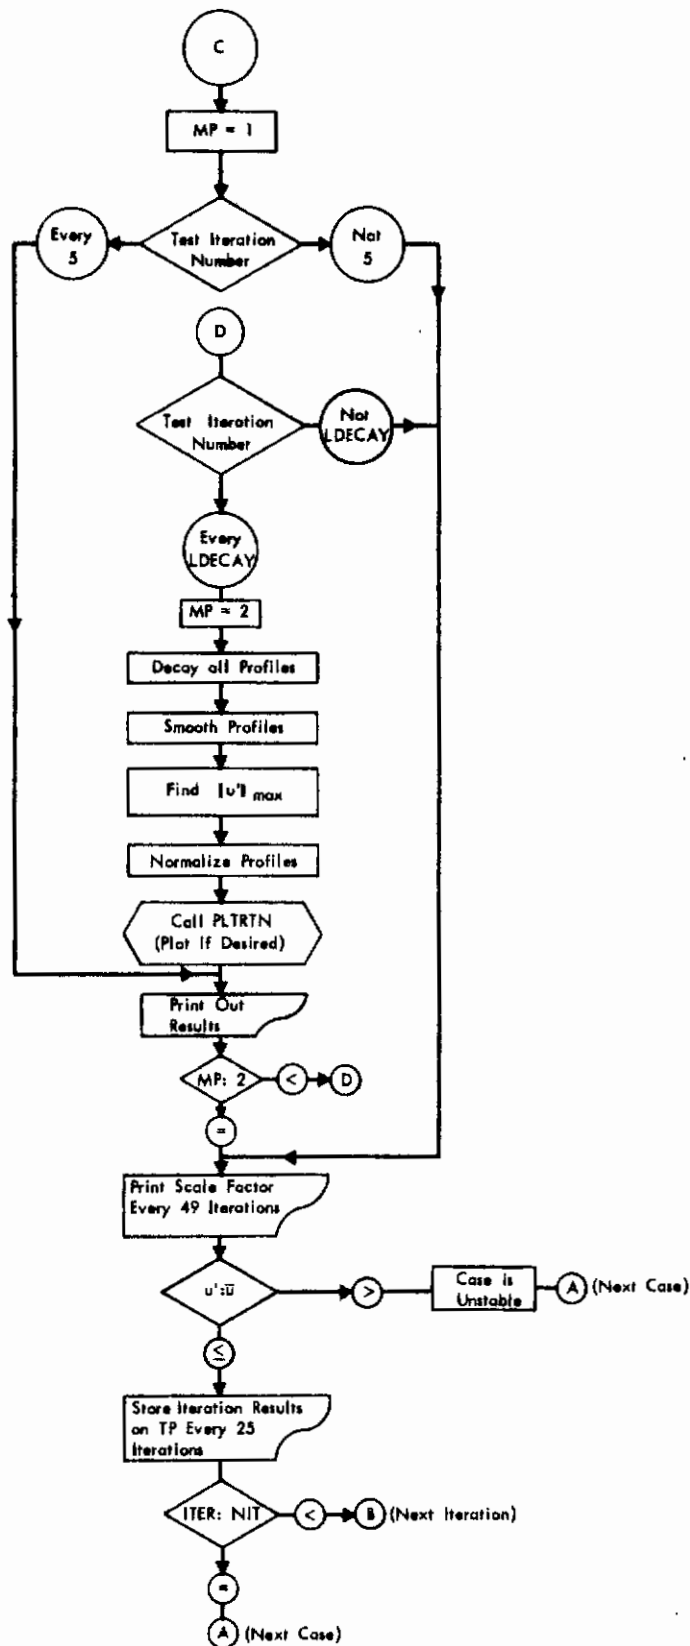 C
MP = 1
Every
5
Test Iteration
Number
Not
5
D
Test Iteration
Number
Not
LDECAY
Every
LDECAY
MP = 2
Decay all Profiles
Smooth Profiles
Find |u'| max
Normalize Profiles
Call PLTRTN
(Plot If Desired)
Print Out
Results
MP: 2
<
D
=
Print Scale Factor
Every 49 Iterations
u':ū
>
Case is
Unstable
A (Next Case)
≤
Store Iteration Results
on TP Every 25
Iterations
ITER: NIT
<
B (Next Iteration)
=
A (Next Case)